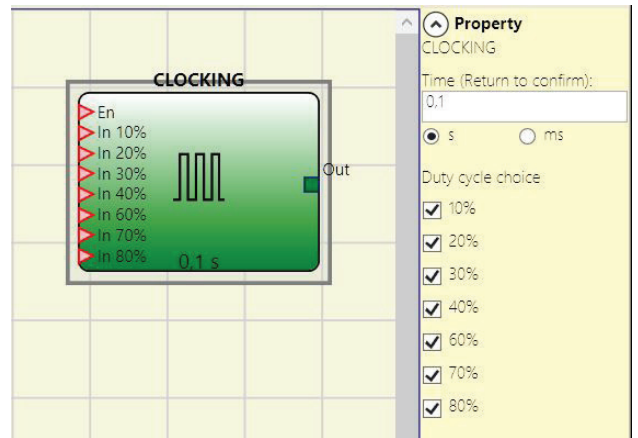 CLOCKING
En
In 10%
In 20%
In 30%
In 40%
In 60%
In 70%
In 80%
0,1 s
Out
Property
CLOCKING
Time (Return to confirm):
0,1
s ms
Duty cycle choice
10%
20%
30%
40%
60%
70%
80%